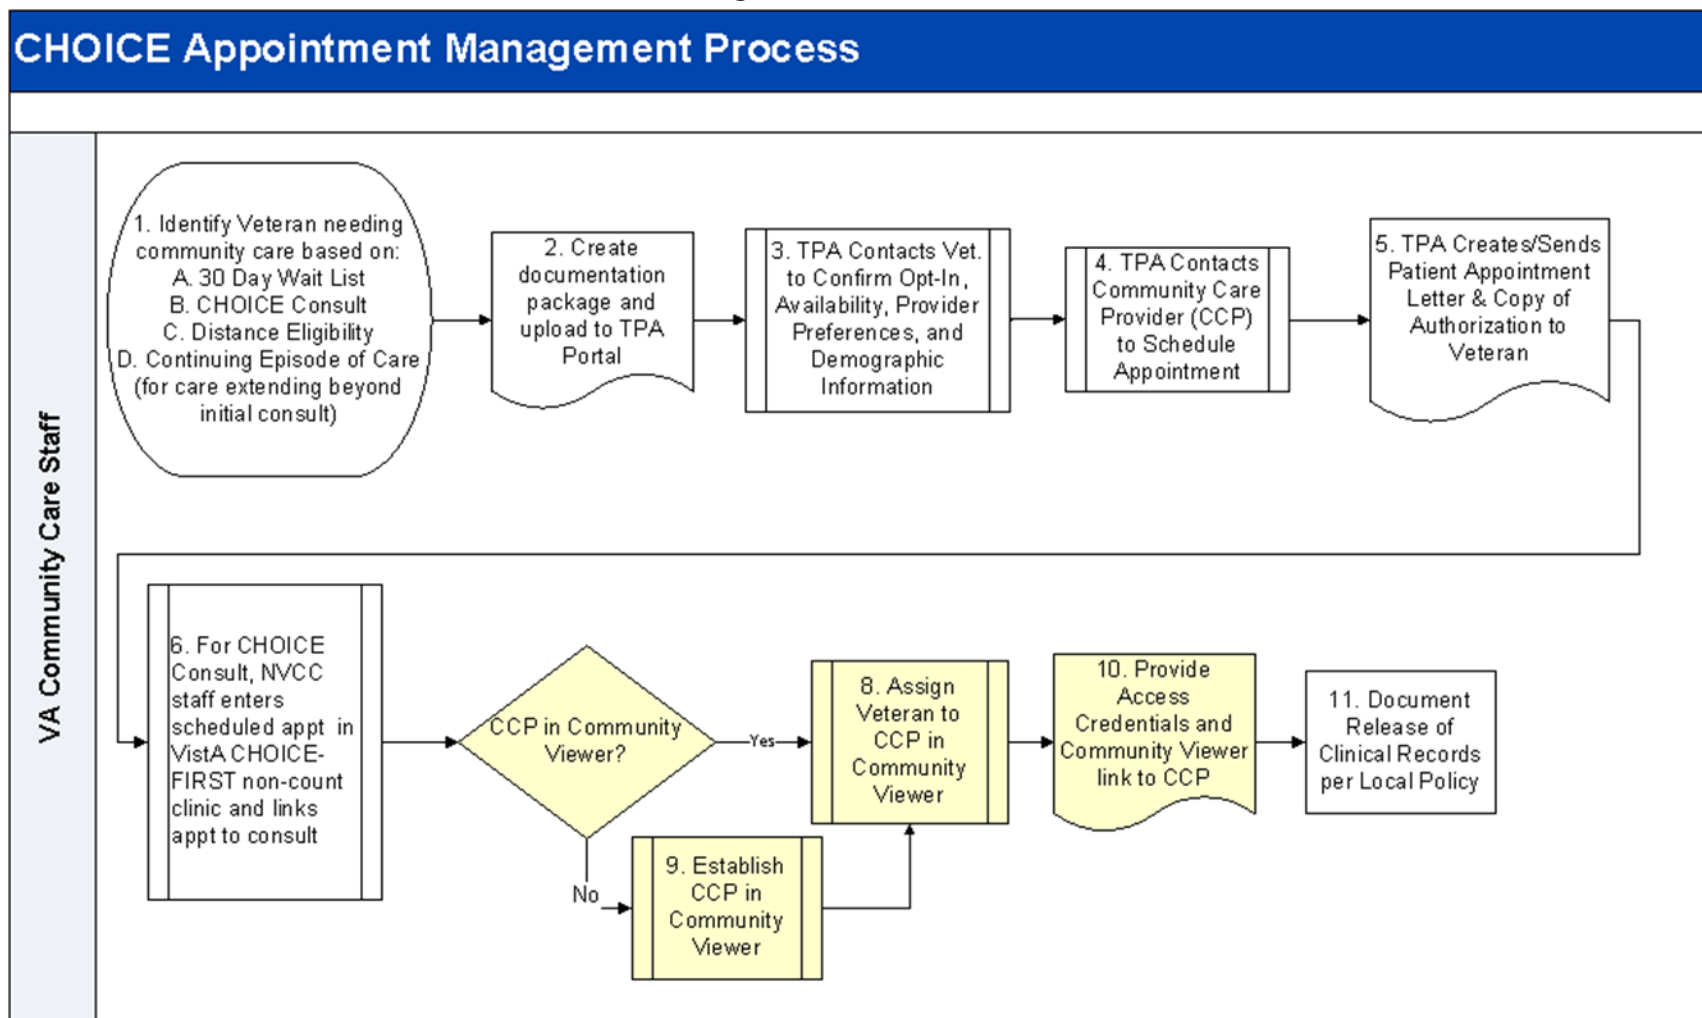 CHOICE Appointment Management Process
VA Community Care Staff
1. Identify Veteran needing
community care based on:
A. 30 Day Wait List
B. CHOICE Consult
C. Distance Eligibility
D. Continuing Episode of Care
(for care extending beyond
initial consult)
2. Create
documentation
package and
upload to TPA
Portal
3. TPA Contacts Vet.
to Confirm Opt-In,
Availability, Provider
Preferences, and
Demographic
Information
4. TPA Contacts
Community Care
Provider (CCP)
to Schedule
Appointment
5. TPA Creates/Sends
Patient Appointment
Letter & Copy of
Authorization to
Veteran
6. For CHOICE
Consult, NVCC
staff enters
scheduled appt in
VistA CHOICE-
FIRST non-count
clinic and links
appt to consult
CCP in Community
Viewer?
Yes
No
8. Assign
Veteran to
CCP in
Community
Viewer
9. Establish
CCP in
Community
Viewer
10. Provide
Access
Credentials and
Community Viewer
link to CCP
11. Document
Release of
Clinical Records
per Local Policy